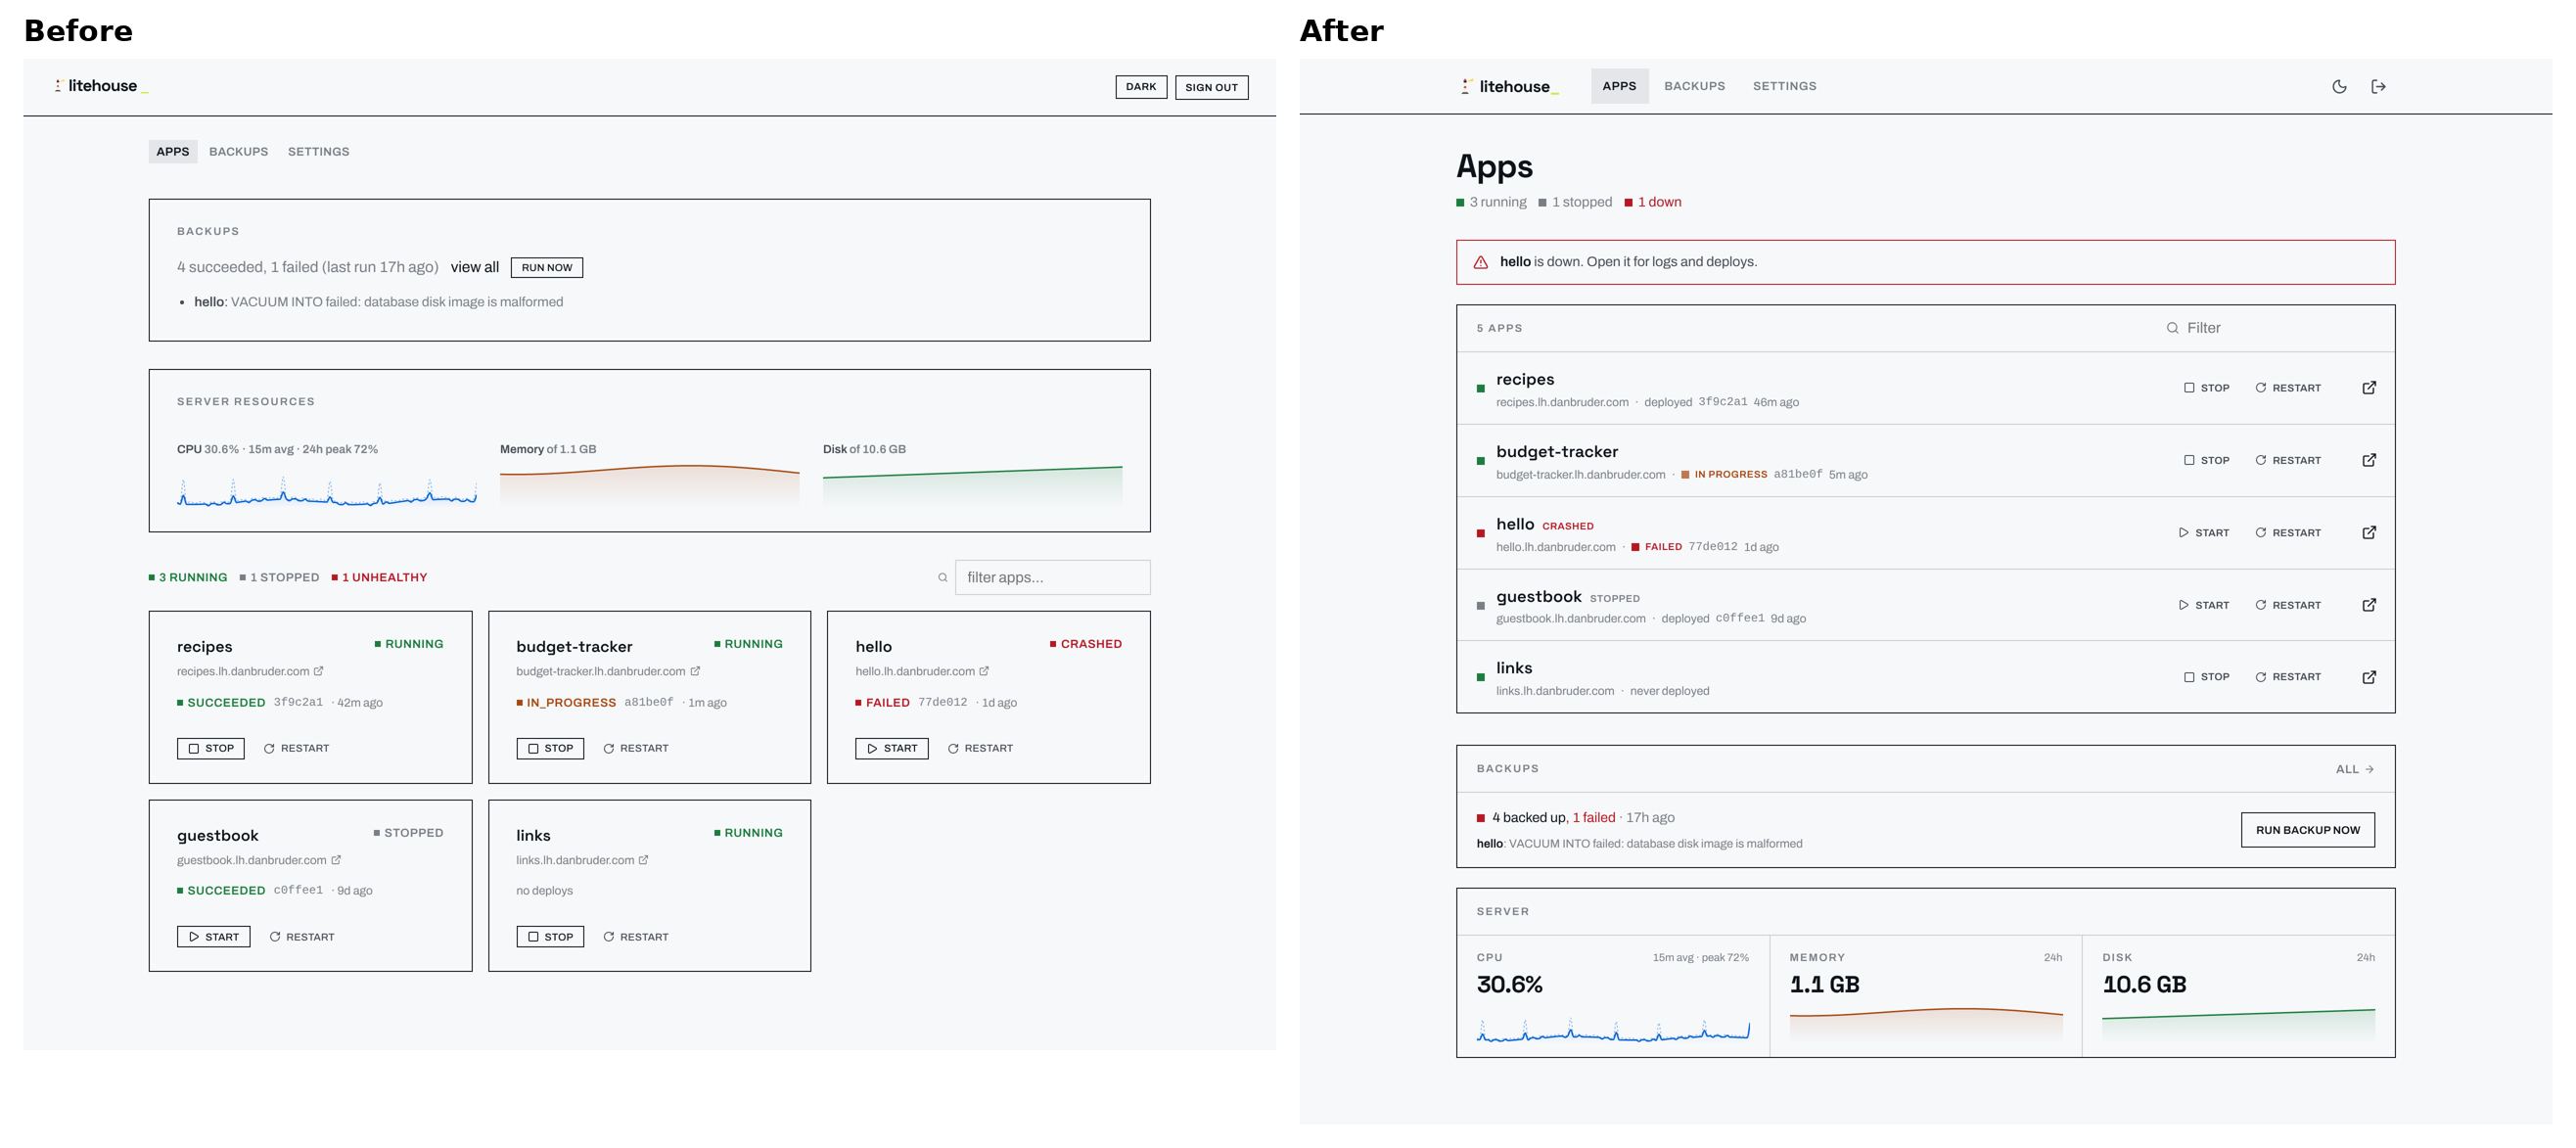 Before
litehouse_
DARK SIGN OUT
APPS BACKUPS SETTINGS
BACKUPS
4 succeeded, 1 failed (last run 17h ago) view all RUN NOW
• hello: VACUUM INTO failed: database disk image is malformed
SERVER RESOURCES
CPU 30.6% · 15m avg · 24h peak 72%
Memory of 1.1 GB
Disk of 10.6 GB
3 RUNNING 1 STOPPED 1 UNHEALTHY
filter apps...
recipes RUNNING
recipes.lh.danbruder.com
SUCCEEDED 3f9c2a1 · 42m ago
STOP RESTART
budget-tracker RUNNING
budget-tracker.lh.danbruder.com
IN_PROGRESS a81be0f · 1m ago
STOP RESTART
hello CRASHED
hello.lh.danbruder.com
FAILED 77de012 · 1d ago
START RESTART
guestbook STOPPED
guestbook.lh.danbruder.com
SUCCEEDED c0ffee1 · 9d ago
START RESTART
links RUNNING
links.lh.danbruder.com
no deploys
STOP RESTART
After
litehouse_ APPS BACKUPS SETTINGS
Apps
3 running 1 stopped 1 down
hello is down. Open it for logs and deploys.
5 APPS Filter
recipes
recipes.lh.danbruder.com · deployed 3f9c2a1 46m ago
STOP RESTART
budget-tracker
budget-tracker.lh.danbruder.com · IN PROGRESS a81be0f 5m ago
STOP RESTART
hello CRASHED
hello.lh.danbruder.com · FAILED 77de012 1d ago
START RESTART
guestbook STOPPED
guestbook.lh.danbruder.com · deployed c0ffee1 9d ago
START RESTART
links
links.lh.danbruder.com · never deployed
STOP RESTART
BACKUPS ALL →
4 backed up, 1 failed · 17h ago
hello: VACUUM INTO failed: database disk image is malformed
RUN BACKUP NOW
SERVER
CPU 15m avg · peak 72%
30.6%
MEMORY 24h
1.1 GB
DISK 24h
10.6 GB